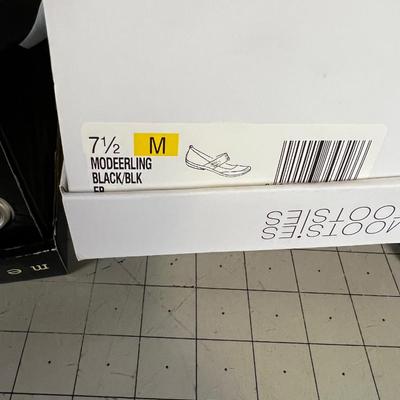 7½ M
MODEERLING
BLACK/BLK
MOOTSIES
TOOTSIES
m e